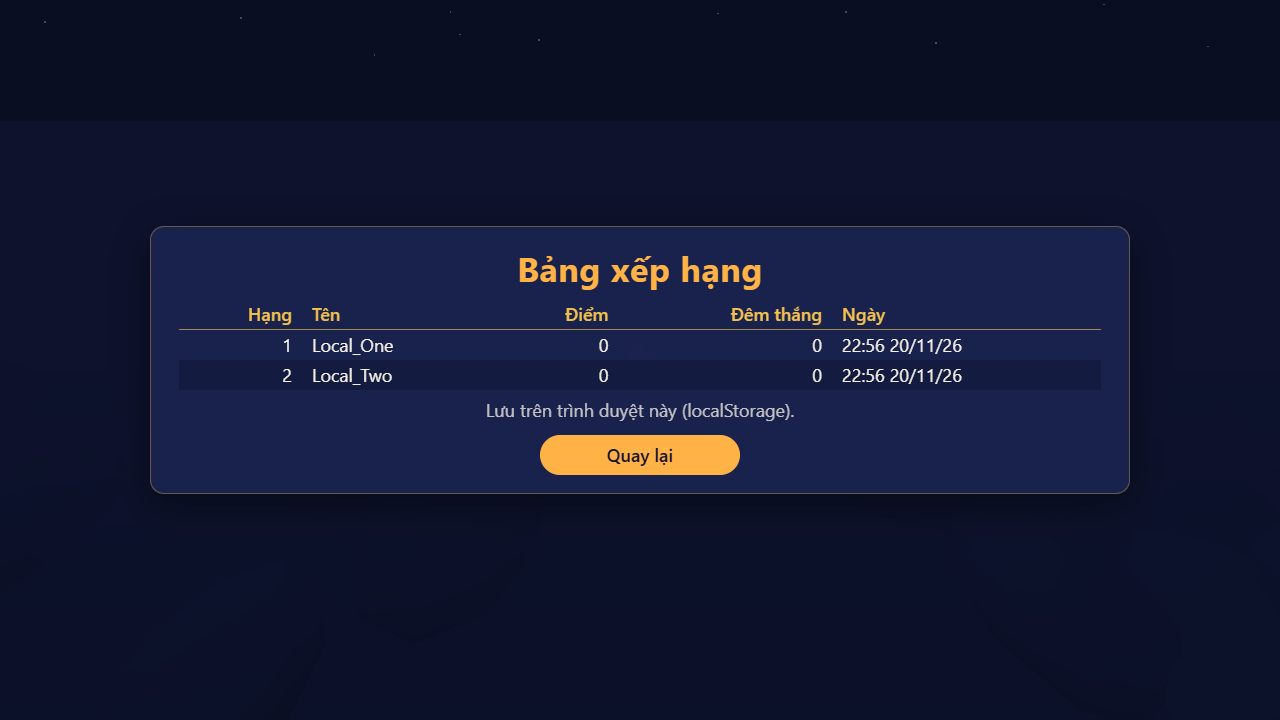 Bảng xếp hạng
Hạng Tên Điểm Đêm thắng Ngày
1 Local_One 0 0 22:56 20/11/26
2 Local_Two 0 0 22:56 20/11/26
Lưu trên trình duyệt này (localStorage).
Quay lại